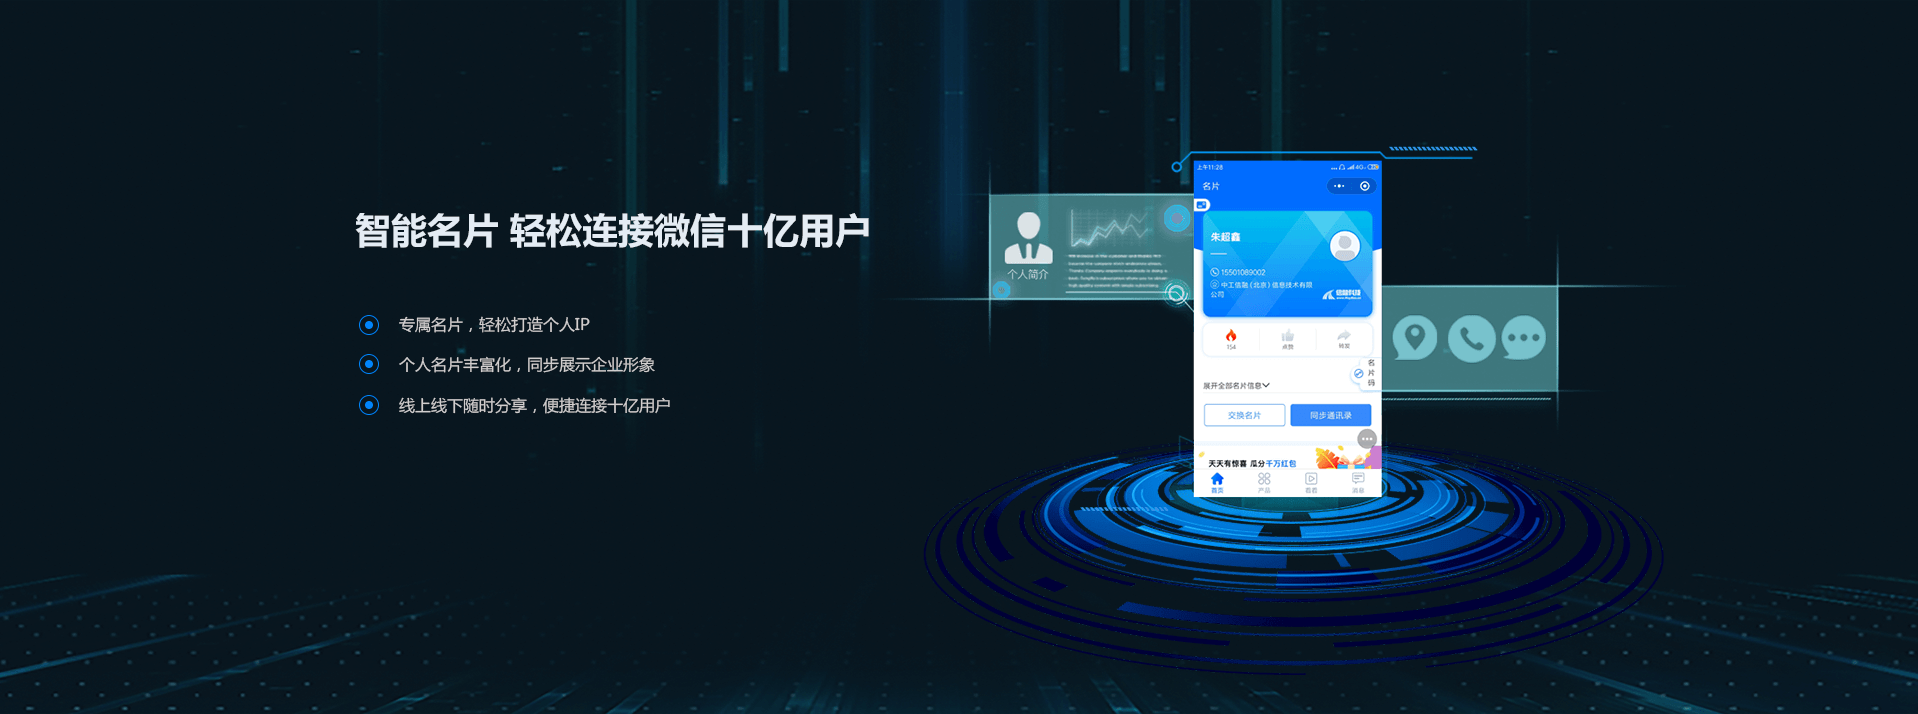 智能名片 轻松连接微信十亿用户
专属名片，轻松打造个人IP
个人名片丰富化，同步展示企业形象
线上线下随时分享，便捷连接十亿用户
个人简介
上午11:28
名片
朱超鑫
15501089002
中工信融（北京）信息技术有限
公司
154
点赞
转发
名
片
码
展开全部名片信息
交换名片
同步通讯录
天天有惊喜 瓜分千万红包
首页
产品
看看
消息